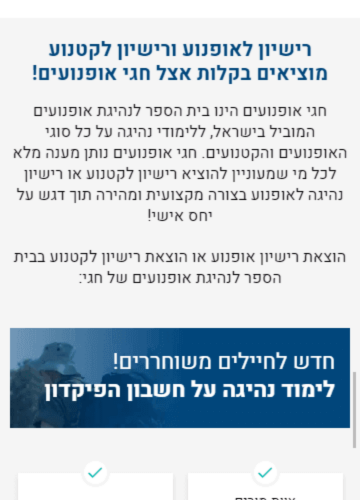 רישיון לאופנוע ורישיון לקטנוע
מוציאים בקלות אצל חגי אופנועים!
חגי אופנועים הינו בית הספר לנהיגת אופנועים
המוביל בישראל, ללימודי נהיגה על כל סוגי
האופנועים והקטנועים. חגי אופנועים נותן מענה מלא
לכל מי שמעוניין להוציא רישיון לקטנוע או רישיון
נהיגה לאופנוע בצורה מקצועית ומהירה תוך דגש על
יחס אישי!
הוצאת רישיון אופנוע או הוצאת רישיון לקטנוע בבית
הספר לנהיגת אופנועים של חגי:
חדש לחיילים משוחררים!
לימוד נהיגה על חשבון הפיקדון